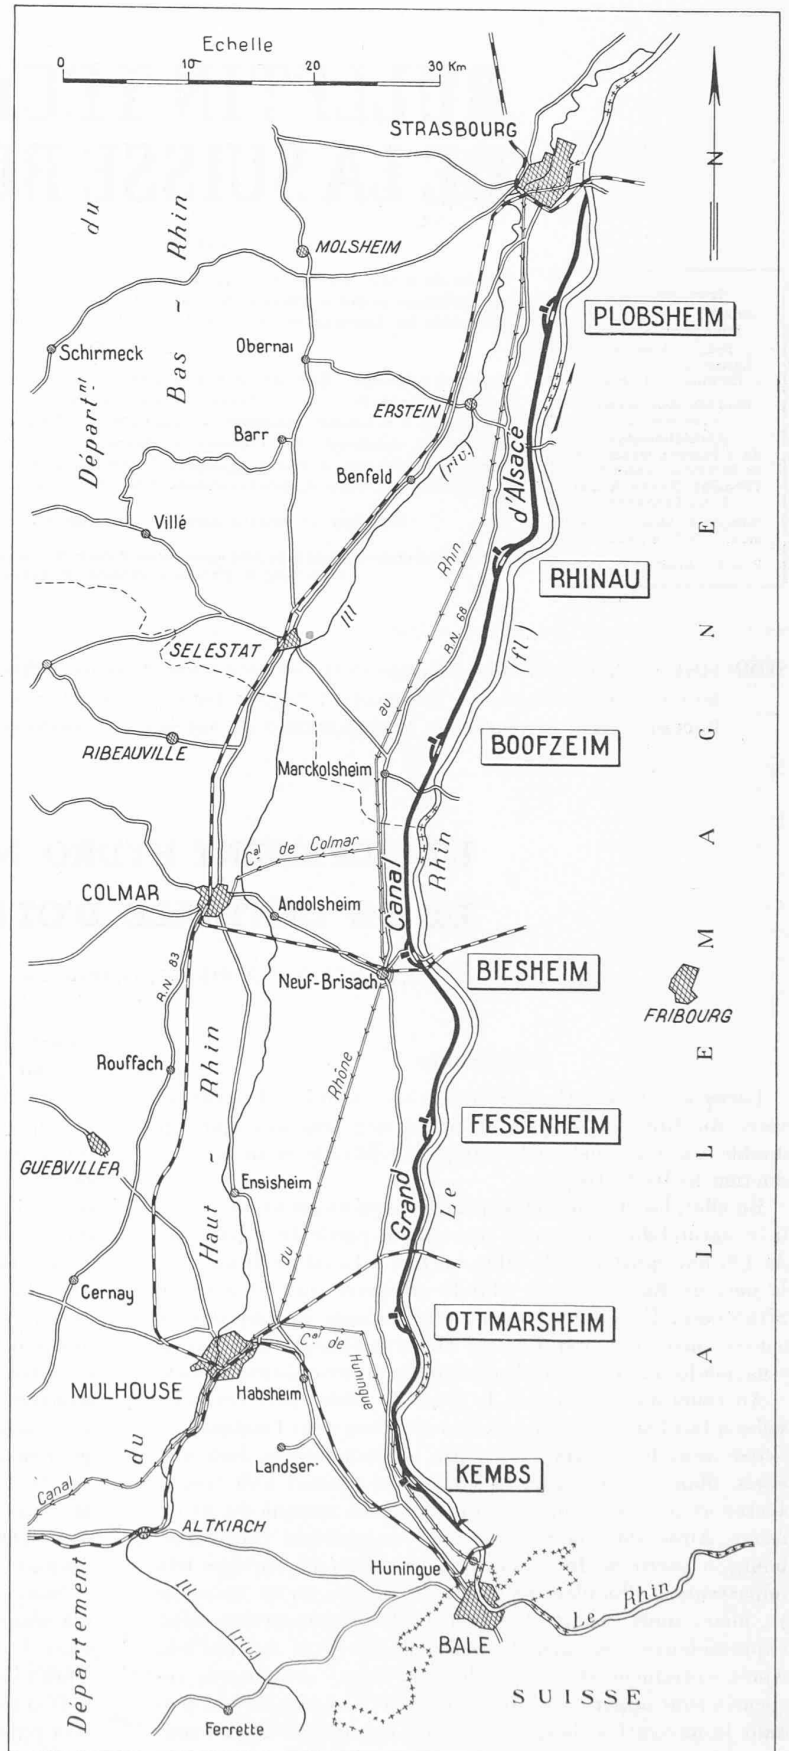 Echelle
0 10 20 30 Km
STRASBOURG
N
du
Rhin
MOLSHEIM
PLOBSHEIM
Schirmeck
Obernai
Bas -
ERSTEIN
Départ.nt
Barr
(riv.)
d'Alsace
Benfeld
Villé
Rhin
RHINAU
Ill
R.N. 68
SELESTAT
(fl.)
au
RIBEAUVILLE
BOOFZEIM
Marckolsheim
Cal de Colmar
Rhin
COLMAR
Andolsheim
Canal
Neuf-Brisach
BIESHEIM
R.N. 83
FRIBOURG
ALLEMAGNE
Rouffach
Rhin
Rhône
FESSENHEIM
GUEBVILLER
Ensisheim
Le
Grand
Haut -
du
Cernay
OTTMARSHEIM
Cal de Huningue
MULHOUSE
Habsheim
du
Landser
KEMBS
Canal
ALTKIRCH
Huningue
Le Rhin
Ill
(riv.)
BALE
Département
SUISSE
Ferrette